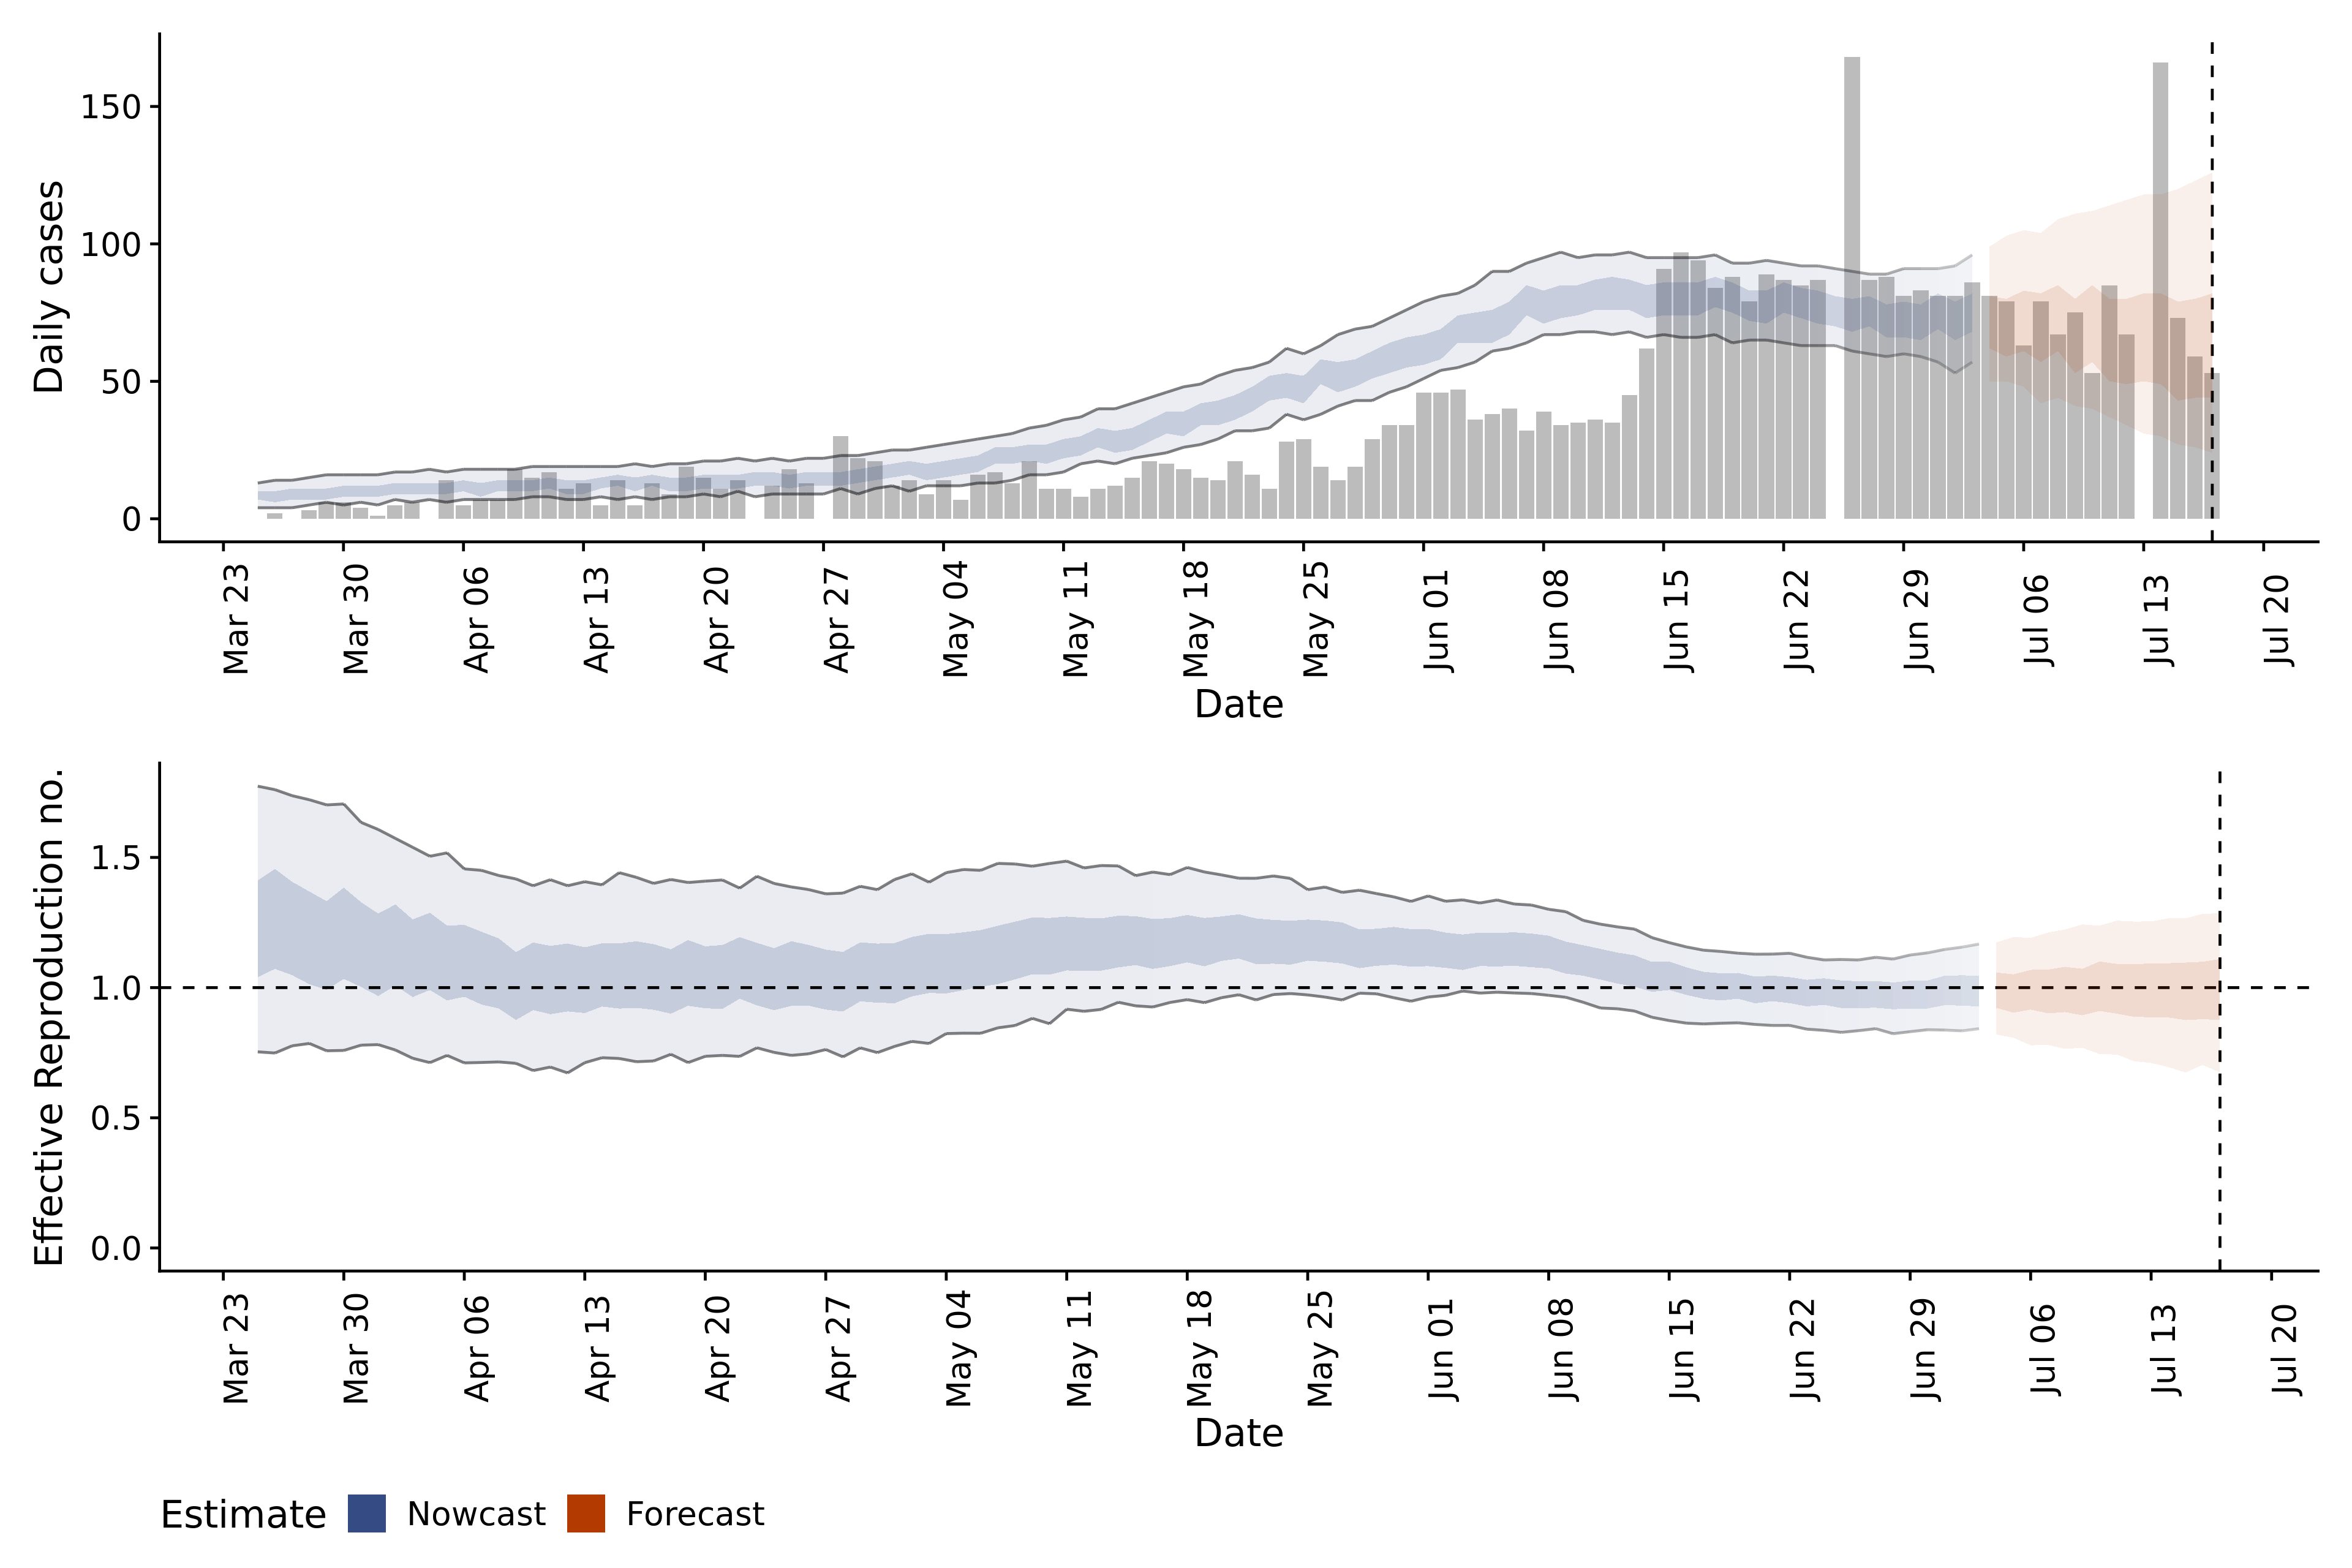 Daily cases
150
100
50
0
Mar 23
Mar 30
Apr 06
Apr 13
Apr 20
Apr 27
May 04
May 11
May 18
May 25
Jun 01
Jun 08
Jun 15
Jun 22
Jun 29
Jul 06
Jul 13
Jul 20
Date
Effective Reproduction no.
1.5
1.0
0.5
0.0
Mar 23
Mar 30
Apr 06
Apr 13
Apr 20
Apr 27
May 04
May 11
May 18
May 25
Jun 01
Jun 08
Jun 15
Jun 22
Jun 29
Jul 06
Jul 13
Jul 20
Date
Estimate Nowcast Forecast